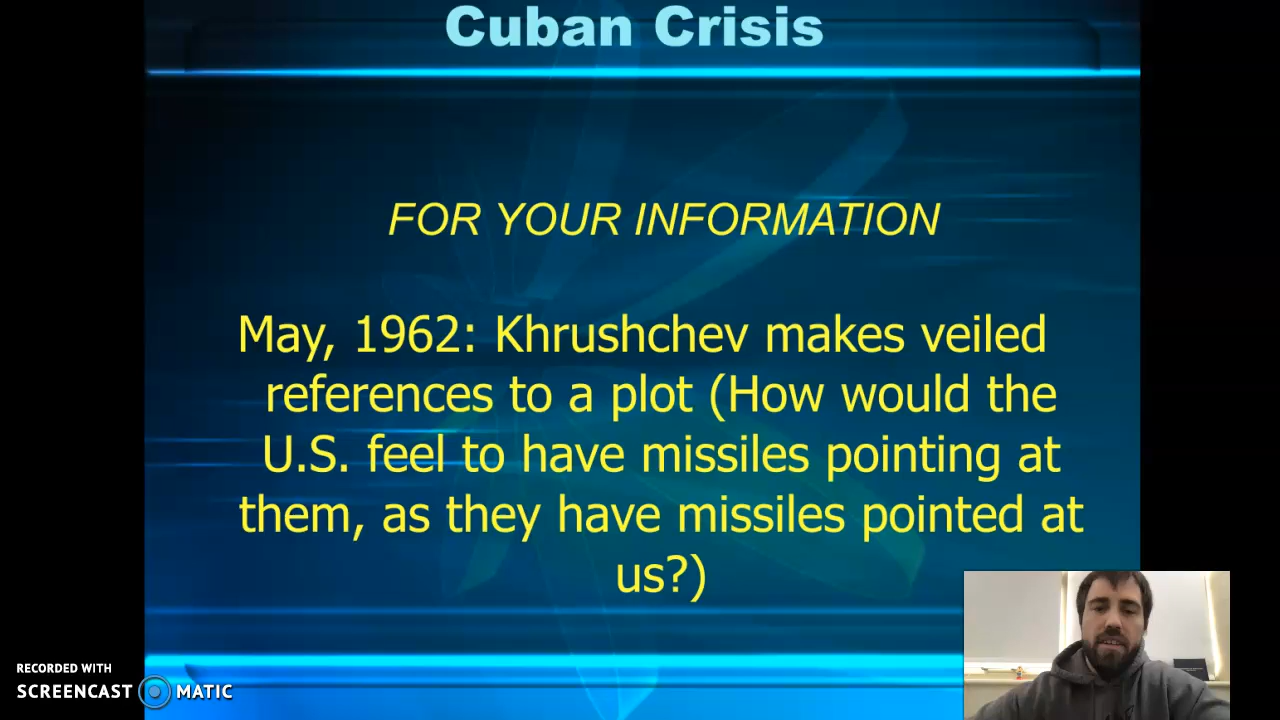 Cuban Crisis
FOR YOUR INFORMATION
May, 1962: Khrushchev makes veiled
references to a plot (How would the
U.S. feel to have missiles pointing at
them, as they have missiles pointed at
us?)
RECORDED WITH
SCREENCAST MATIC